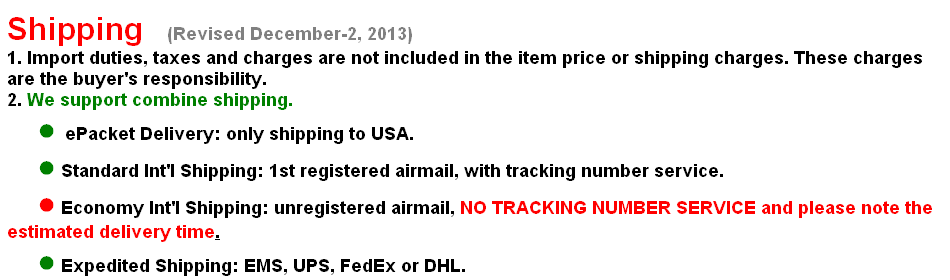 Shipping (Revised December-2, 2013)
1. Import duties, taxes and charges are not included in the item price or shipping charges. These charges
are the buyer's responsibility.
2. We support combine shipping.
ePacket Delivery: only shipping to USA.
Standard Int'l Shipping: 1st registered airmail, with tracking number service.
Economy Int'l Shipping: unregistered airmail, NO TRACKING NUMBER SERVICE and please note the
estimated delivery time.
Expedited Shipping: EMS, UPS, FedEx or DHL.